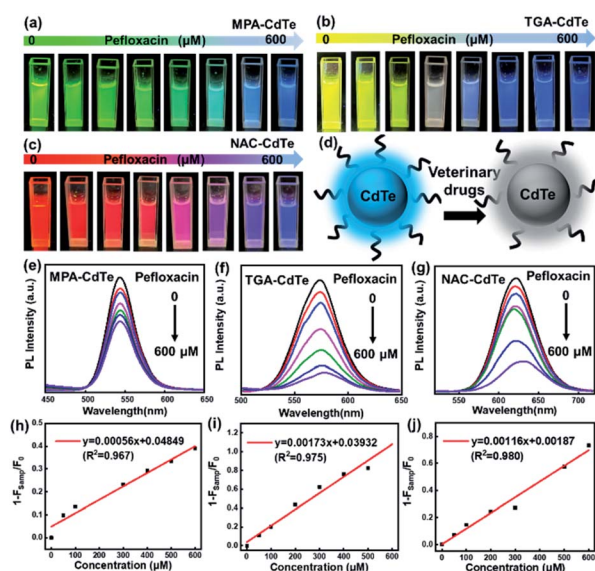 (a)
MPA-CdTe
0 Pefloxacin (µM) 600
(b)
TGA-CdTe
0 Pefloxacin (µM) 600
(c)
NAC-CdTe
0 Pefloxacin (µM) 600
(d)
CdTe
Veterinary
drugs
CdTe
(e)
MPA-CdTe
Pefloxacin
0
600 µM
PL Intensity (a.u.)
450 500 550 600 650
Wavelength(nm)
(f)
TGA-CdTe
Pefloxacin
0
600 µM
PL Intensity (a.u.)
500 550 600 650
Wavelength(nm)
(g)
NAC-CdTe
Pefloxacin
0
600 µM
PL Intensity (a.u.)
550 600 650 700
Wavelength(nm)
(h)
y=0.00056x+0.04849
(R²=0.967)
1-FSamp/F0
0.5
0.4
0.3
0.2
0.1
0.0
0 100 200 300 400 500 600
Concentration (µM)
(i)
y=0.00173x+0.03932
(R²=0.975)
1-FSamp/F0
1.4
1.2
1.0
0.8
0.6
0.4
0.2
0.0
0 100 200 300 400 500 600
Concentration (µM)
(j)
y=0.00116x+0.00187
(R²=0.980)
1-FSamp/F0
1.0
0.8
0.6
0.4
0.2
0.0
0 100 200 300 400 500 600
Concentration (µM)